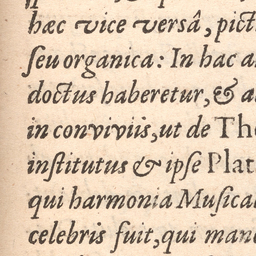 hæc vice versâ, pict
ſeu organica: In hac a
doctus haberetur, & a
in conviviis, ut de The
inſtitutus & ipſe Plat
qui harmonia Muſica
celebris fuit, qui man